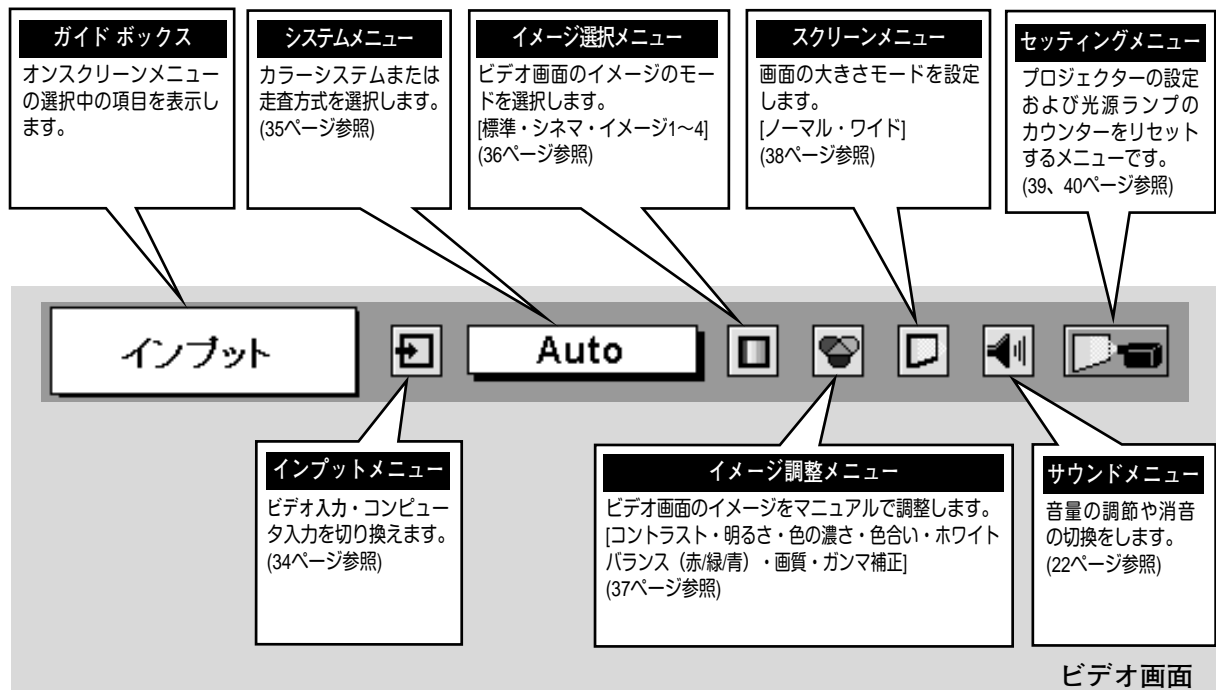 ガイド ボックス
オンスクリーンメニュー
の選択中の項目を表示し
ます。
システムメニュー
カラーシステムまたは
走査方式を選択します。
(35ページ参照)
イメージ選択メニュー
ビデオ画面のイメージのモー
ドを選択します。
[標準・シネマ・イメージ1～4]
(36ページ参照)
スクリーンメニュー
画面の大きさモードを設定
します。
[ノーマル・ワイド]
(38ページ参照)
セッティングメニュー
プロジェクターの設定
および光源ランプの
カウンターをリセット
するメニューです。
(39、40ページ参照)
インプット
Auto
インプットメニュー
ビデオ入力・コンピュー
タ入力を切り換えます。
(34ページ参照)
イメージ調整メニュー
ビデオ画面のイメージをマニュアルで調整します。
[コントラスト・明るさ・色の濃さ・色合い・ホワイト
バランス（赤/緑/青）・画質・ガンマ補正]
(37ページ参照)
サウンドメニュー
音量の調節や消音
の切換をします。
(22ページ参照)
ビデオ画面